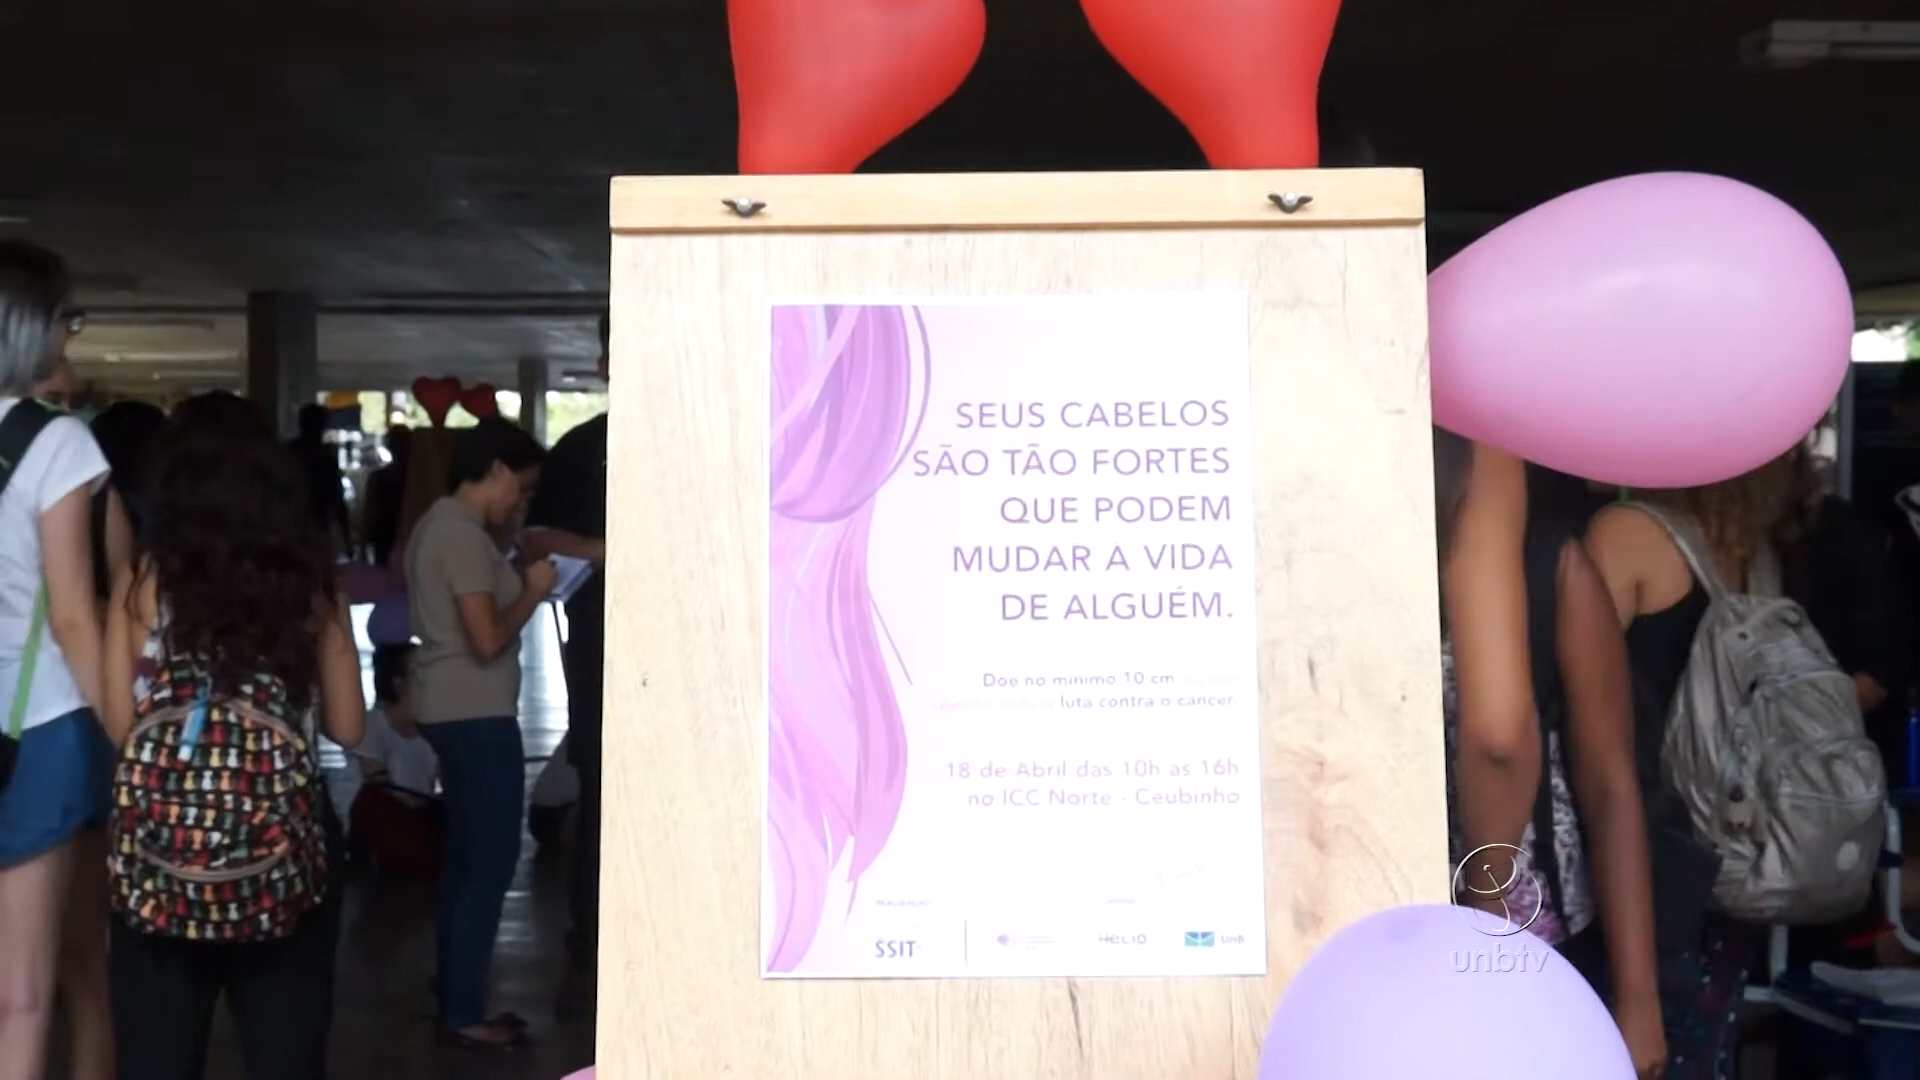 SEUS CABELOS
SÃO TÃO FORTES
QUE PODEM
MUDAR A VIDA
DE ALGUÉM.
Doe no mínimo 10 cm
luta contra o câncer.
18 de Abril das 10h as 16h
no ICC Norte - Ceubinho
SSIT
HELIO
UnB
unbtv